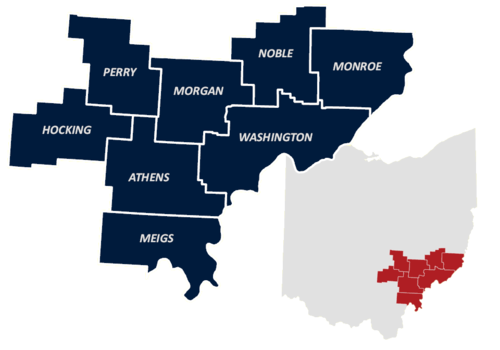 NOBLE
MONROE
PERRY
MORGAN
HOCKING
WASHINGTON
ATHENS
MEIGS